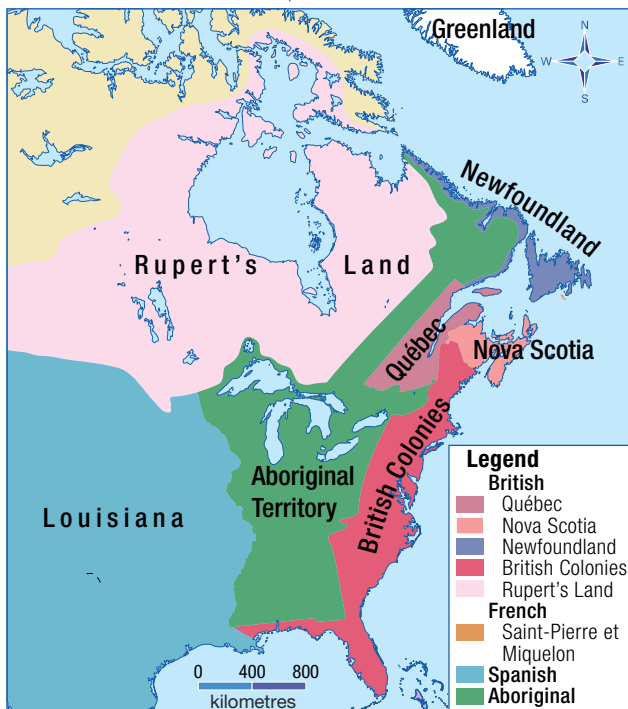 Greenland
N
W
E
S
Newfoundland
Rupert's Land
Québec
Nova Scotia
British Colonies
Aboriginal
Territory
Louisiana
0 400 800
kilometres
Legend
British
Québec
Nova Scotia
Newfoundland
British Colonies
Rupert's Land
French
Saint-Pierre et
Miquelon
Spanish
Aboriginal